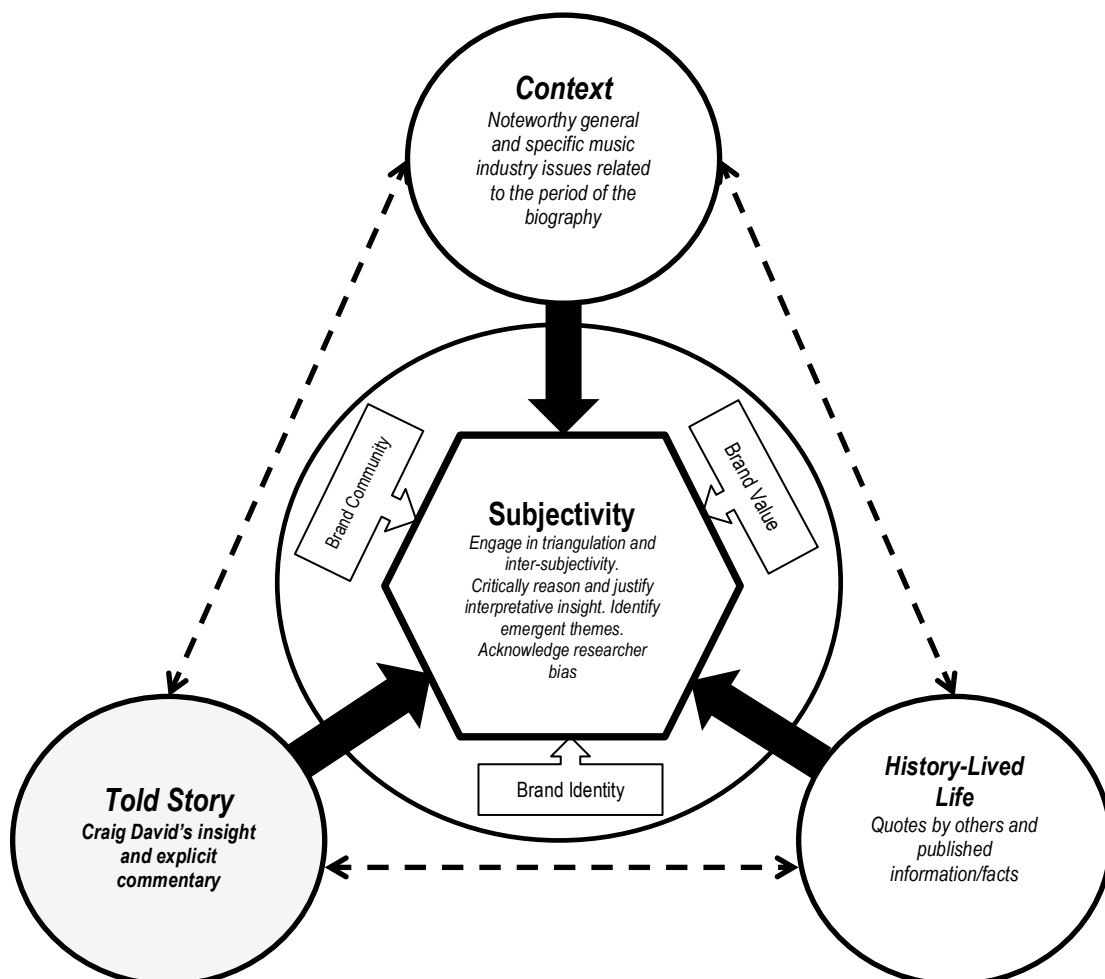 Context
Noteworthy general
and specific music
industry issues related
to the period of the
biography
Brand Community
Brand Value
Subjectivity
Engage in triangulation and
inter-subjectivity.
Critically reason and justify
interpretative insight. Identify
emergent themes.
Acknowledge researcher
bias
Brand Identity
Told Story
Craig David's insight
and explicit
commentary
History-Lived
Life
Quotes by others and
published
information/facts